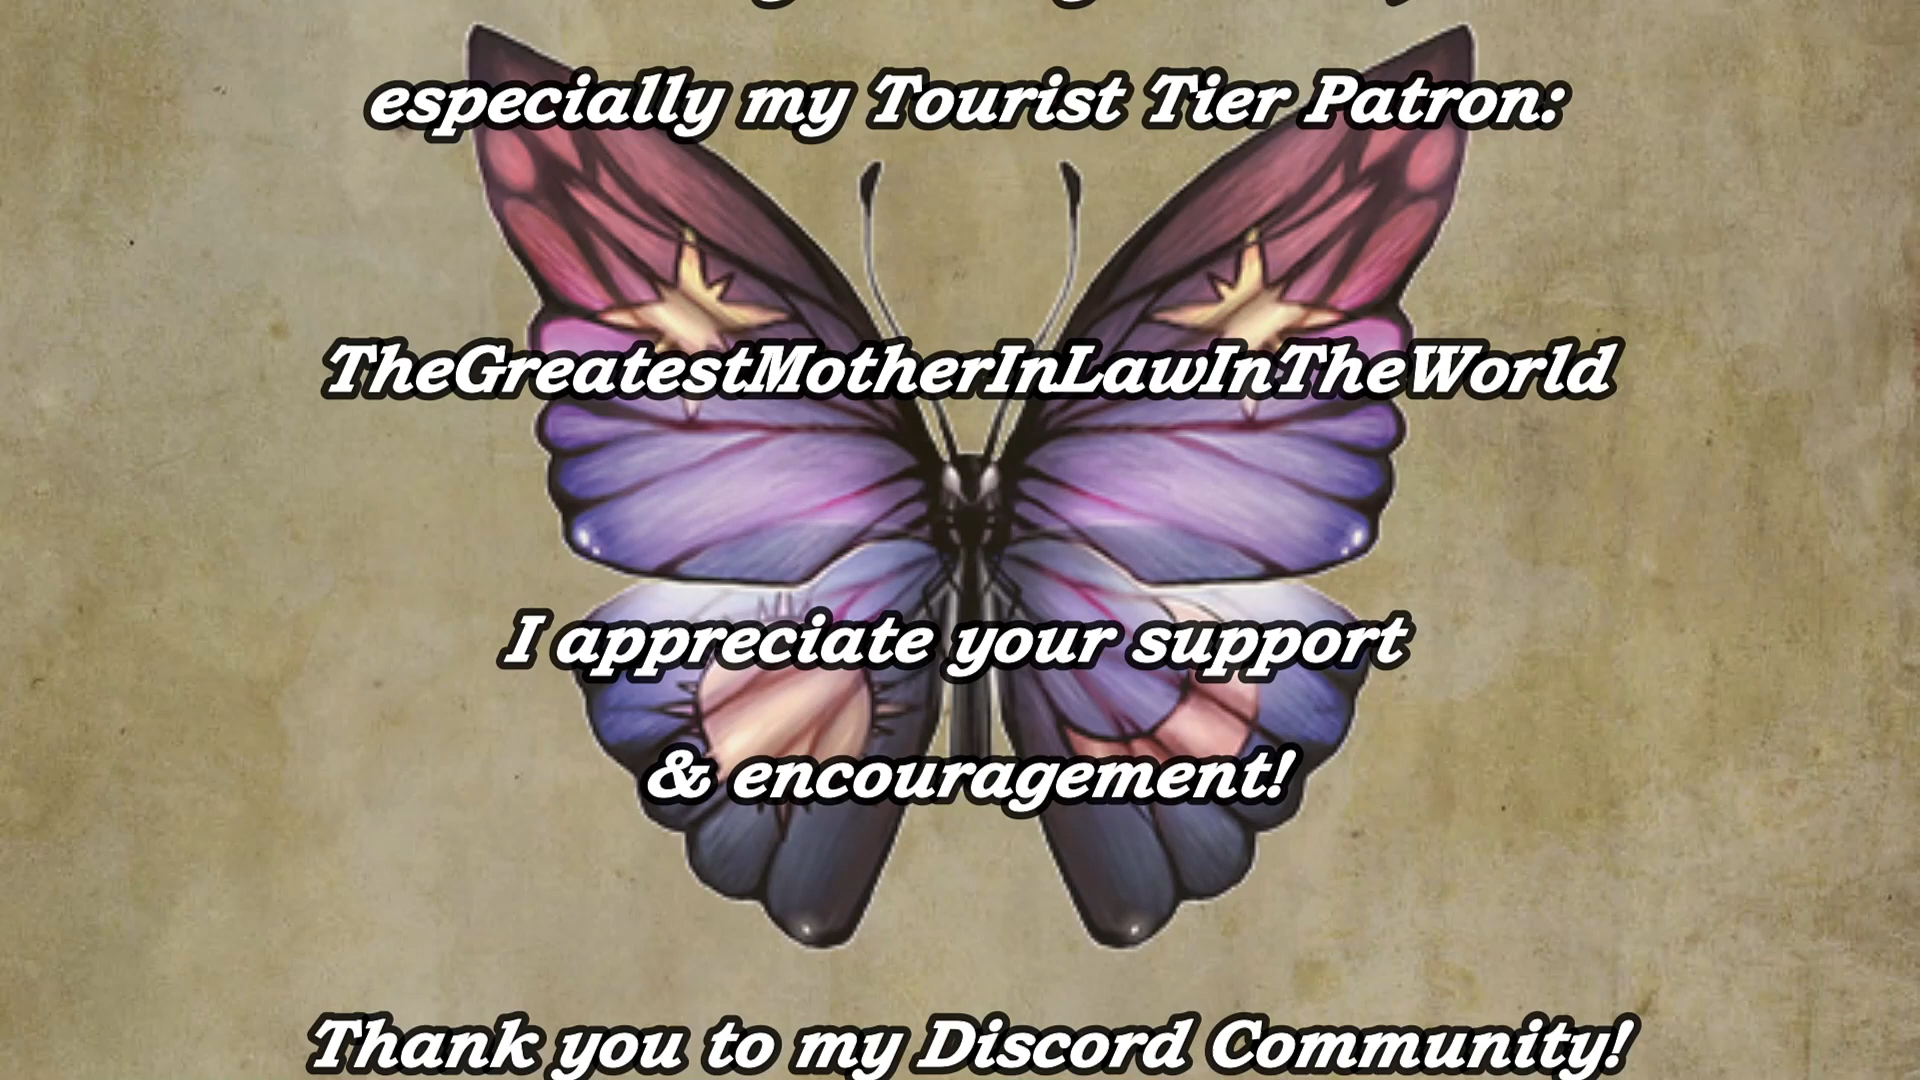 especially my Tourist Tier Patron:
TheGreatestMotherInLawInTheWorld
I appreciate your support
& encouragement!
Thank you to my Discord Community!